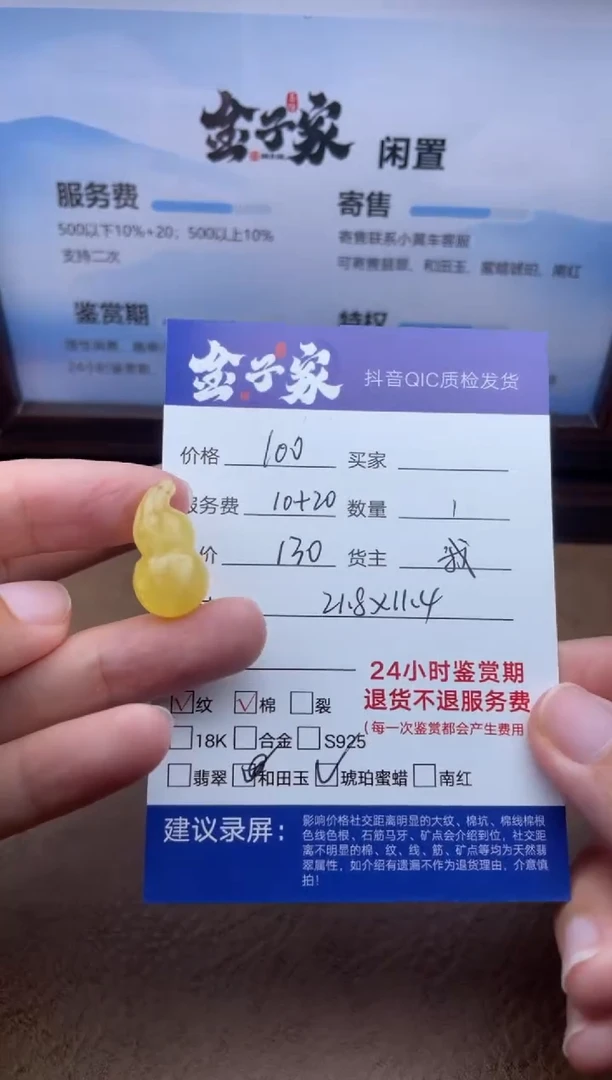 金子家 闲置
服务费
500以下10%+20；500以上10%
支持二次
寄售
寄售联系小黄车客服
可寄售翡翠、和田玉、蜜蜡琥珀、南红
鉴赏期
特权
24小时鉴赏期
金子家 抖音QIC质检发货
价格 100 买家
服务费 10+20 数量 1
价 130 货主
21.8×11.4
24小时鉴赏期
退货不退服务费
(每一次鉴赏都会产生费用
纹 棉 裂
18K 合金 S925
翡翠 和田玉 琥珀蜜蜡 南红
建议录屏：
影响价格社交距离明显的大纹、棉坑、棉线棉根
色线色根、石筋马牙、矿点会介绍到位，社交距
离不明显的棉、纹、线、筋、矿点等均为天然翡
翠属性，如介绍有遗漏不作为退货理由，介意慎
拍！